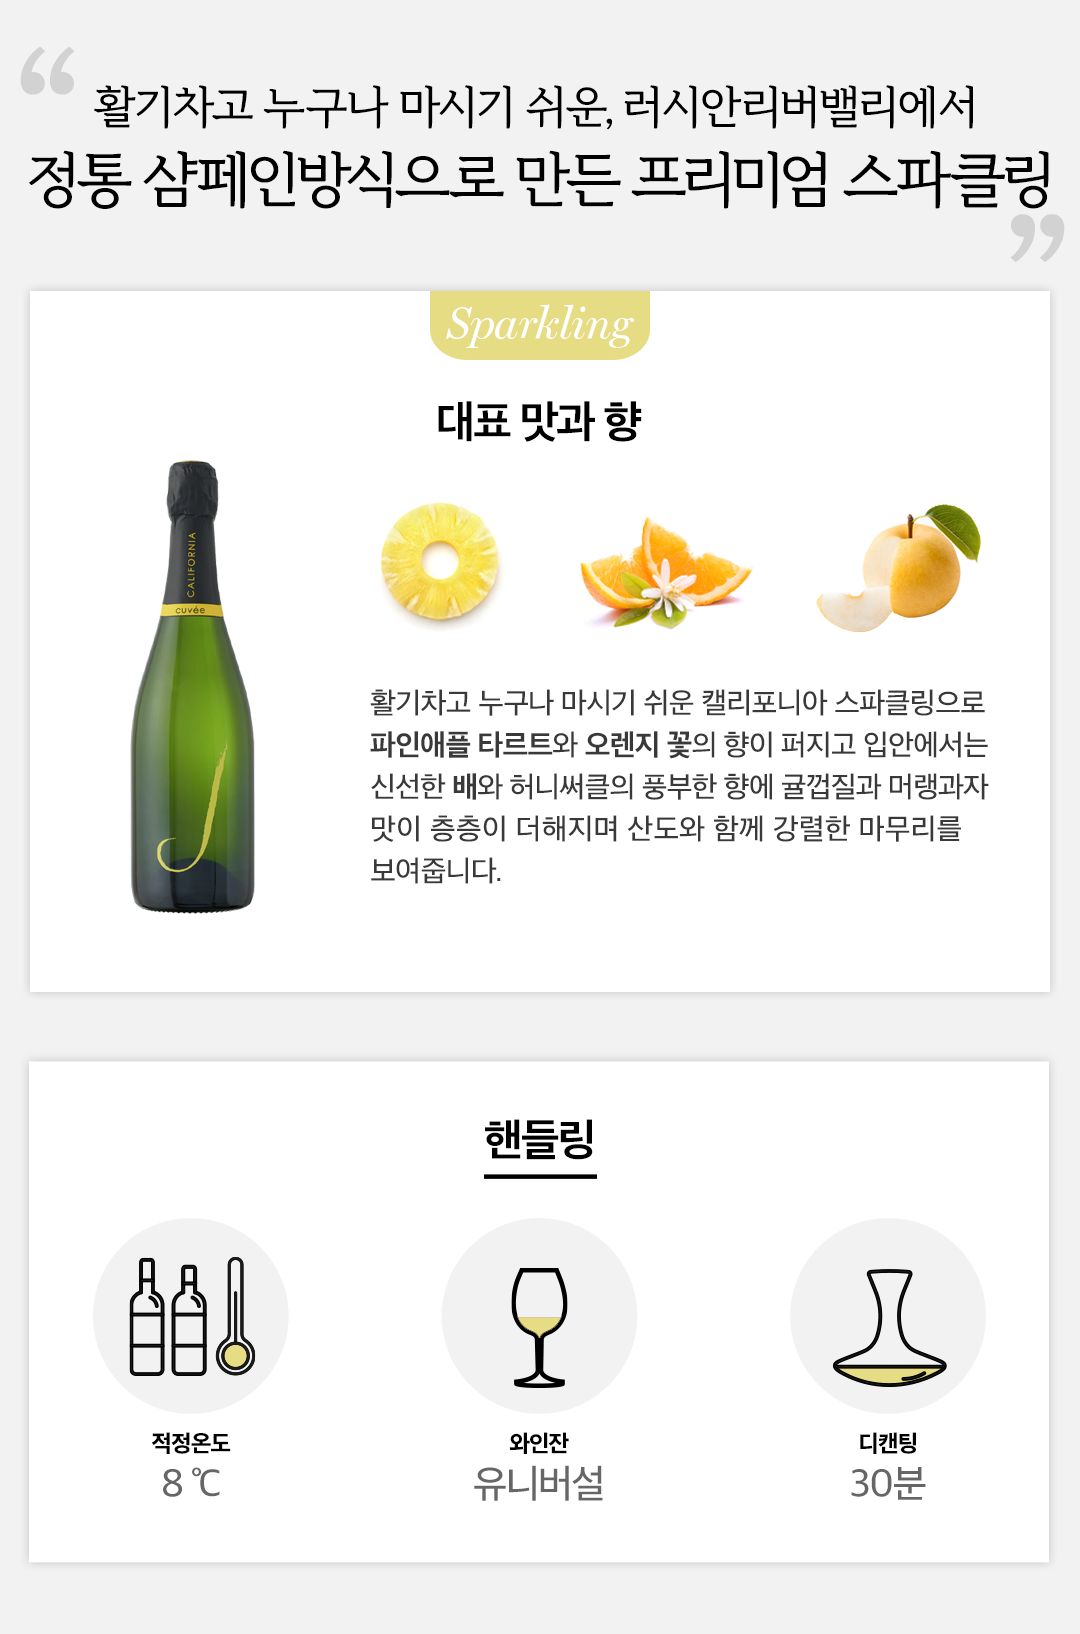 “
활기차고 누구나 마시기 쉬운, 러시안리버밸리에서
정통 샴페인방식으로 만든 프리미엄 스파클링
”
Sparkling
대표 맛과 향
CALIFORNIA
cuvée
J
활기차고 누구나 마시기 쉬운 캘리포니아 스파클링으로
파인애플 타르트와 오렌지 꽃의 향이 퍼지고 입안에서는
신선한 배와 허니써클의 풍부한 향에 귤껍질과 머랭과자
맛이 층층이 더해지며 산도와 함께 강렬한 마무리를
보여줍니다.
핸들링
적정온도
8 ℃
와인잔
유니버설
디캔팅
30분